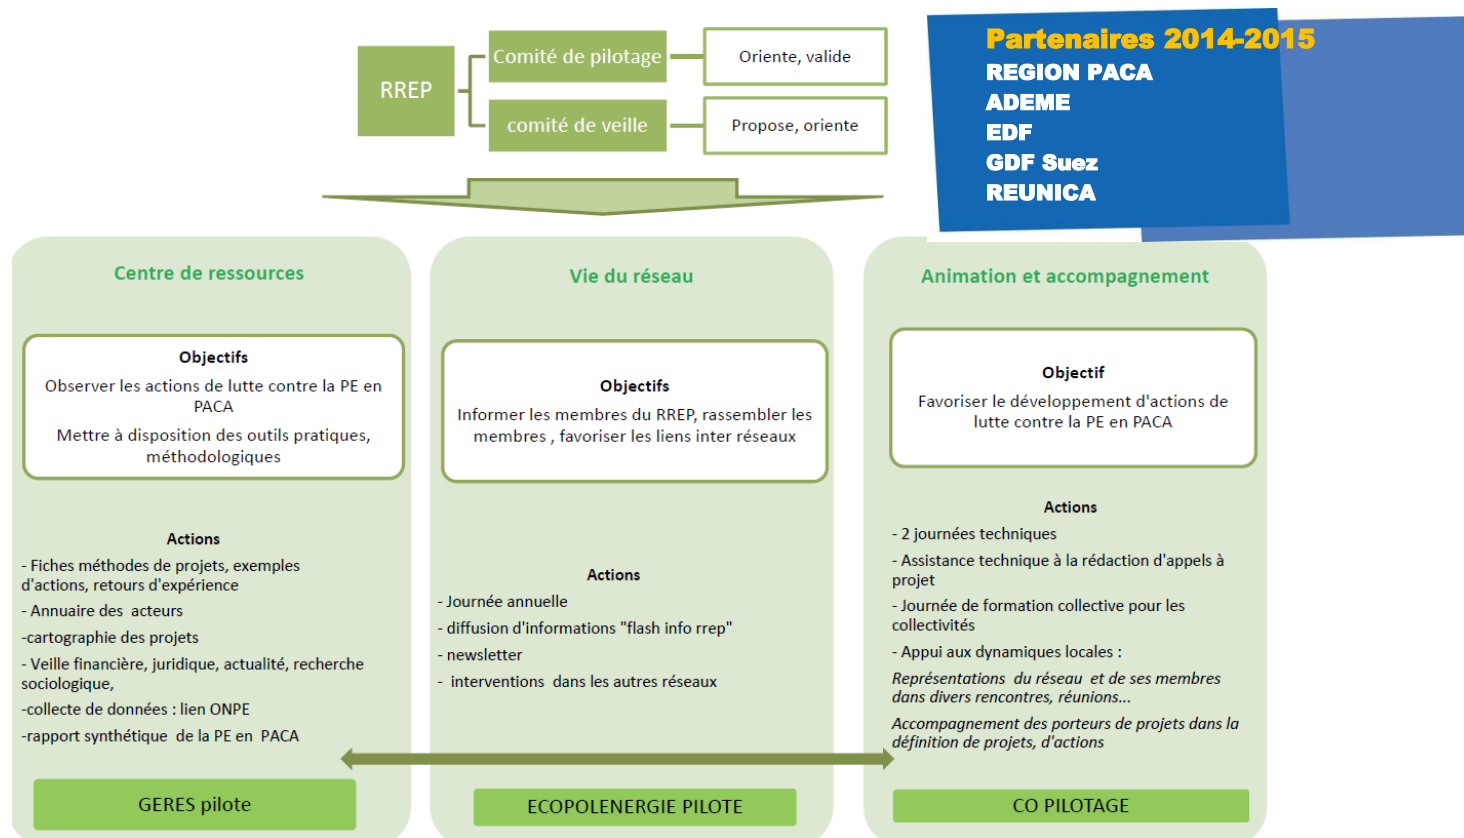 RREP
Comité de pilotage
Oriente, valide
comité de veille
Propose, oriente
Partenaires 2014-2015
REGION PACA
ADEME
EDF
GDF Suez
REUNICA
Centre de ressources
Objectifs
Observer les actions de lutte contre la PE en
PACA
Mettre à disposition des outils pratiques,
méthodologiques
Actions
- Fiches méthodes de projets, exemples
d'actions, retours d'expérience
- Annuaire des acteurs
-cartographie des projets
- Veille financière, juridique, actualité, recherche
sociologique,
-collecte de données : lien ONPE
-rapport synthétique de la PE en PACA
GERES pilote
Vie du réseau
Objectifs
Informer les membres du RREP, rassembler les
membres , favoriser les liens inter réseaux
Actions
- Journée annuelle
- diffusion d'informations "flash info rrep"
- newsletter
- interventions dans les autres réseaux
ECOPOLENERGIE PILOTE
Animation et accompagnement
Objectif
Favoriser le développement d'actions de
lutte contre la PE en PACA
Actions
- 2 journées techniques
- Assistance technique à la rédaction d'appels à
projet
- Journée de formation collective pour les
collectivités
- Appui aux dynamiques locales :
Représentations du réseau et de ses membres
dans divers rencontres, réunions...
Accompagnement des porteurs de projets dans la
définition de projets, d'actions
CO PILOTAGE